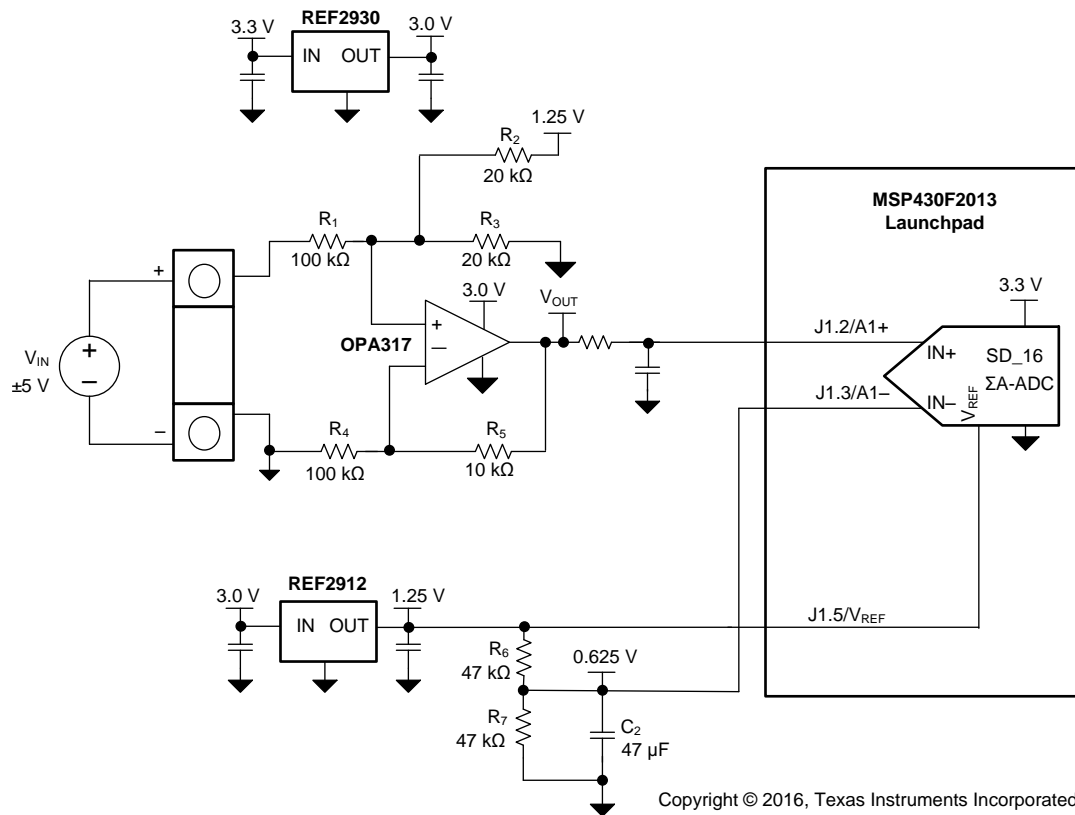 REF2930
3.3 V
3.0 V
IN OUT
1.25 V
R2
20 kΩ
R1
100 kΩ
R3
20 kΩ
MSP430F2013
Launchpad
3.0 V
VOUT
3.3 V
+
+
−
OPA317
J1.2/A1+
IN+
SD_16
ΣA-ADC
VIN
±5 V
+
−
J1.3/A1−
IN−
VREF
−
R4
100 kΩ
R5
10 kΩ
REF2912
3.0 V
1.25 V
IN OUT
J1.5/VREF
R6
47 kΩ
0.625 V
R7
47 kΩ
C2
47 µF
Copyright © 2016, Texas Instruments Incorporated